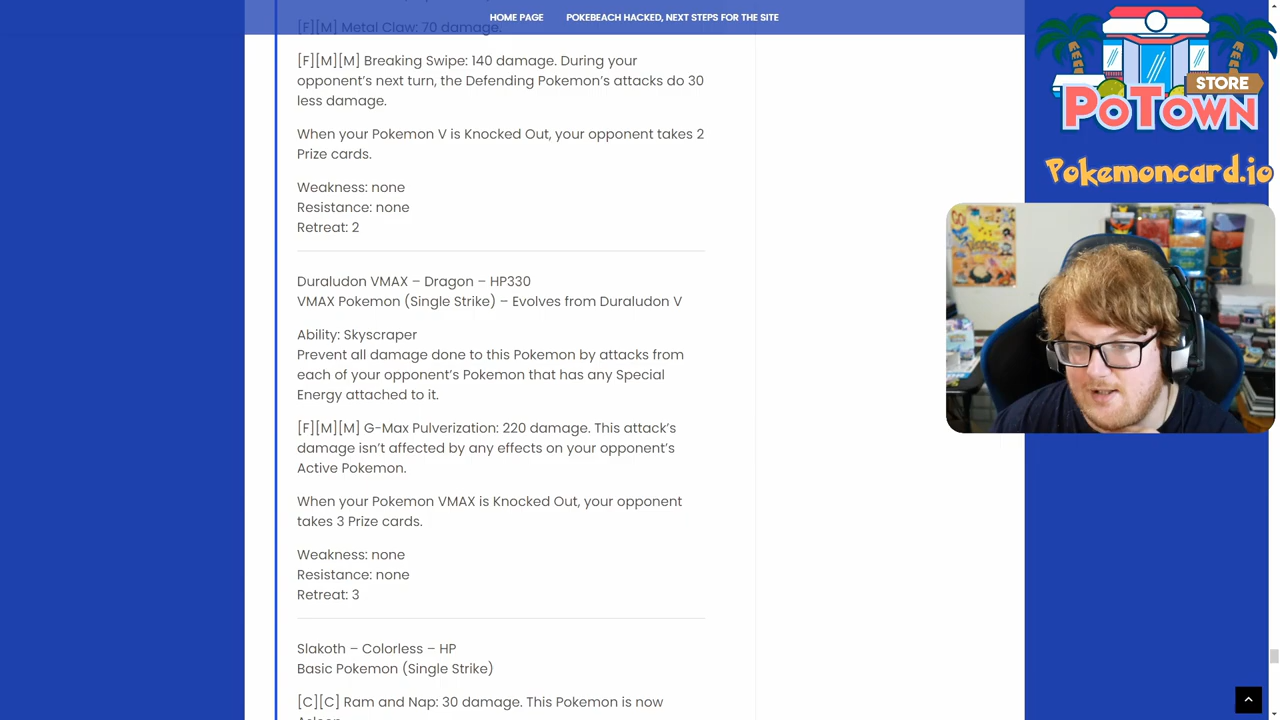 HOME PAGE
POKEBEACH HACKED, NEXT STEPS FOR THE SITE
[F][M] Metal Claw: 70 damage.
[F][M][M] Breaking Swipe: 140 damage. During your
opponent’s next turn, the Defending Pokemon’s attacks do 30
less damage.
When your Pokemon V is Knocked Out, your opponent takes 2
Prize cards.
Weakness: none
Resistance: none
Retreat: 2
Duraludon VMAX – Dragon – HP330
VMAX Pokemon (Single Strike) – Evolves from Duraludon V
Ability: Skyscraper
Prevent all damage done to this Pokemon by attacks from
each of your opponent’s Pokemon that has any Special
Energy attached to it.
[F][M][M] G-Max Pulverization: 220 damage. This attack’s
damage isn’t affected by any effects on your opponent’s
Active Pokemon.
When your Pokemon VMAX is Knocked Out, your opponent
takes 3 Prize cards.
Weakness: none
Resistance: none
Retreat: 3
Slakoth – Colorless – HP
Basic Pokemon (Single Strike)
[C][C] Ram and Nap: 30 damage. This Pokemon is now
Asleep.
STORE
PoTOWN
Pokemoncard.io